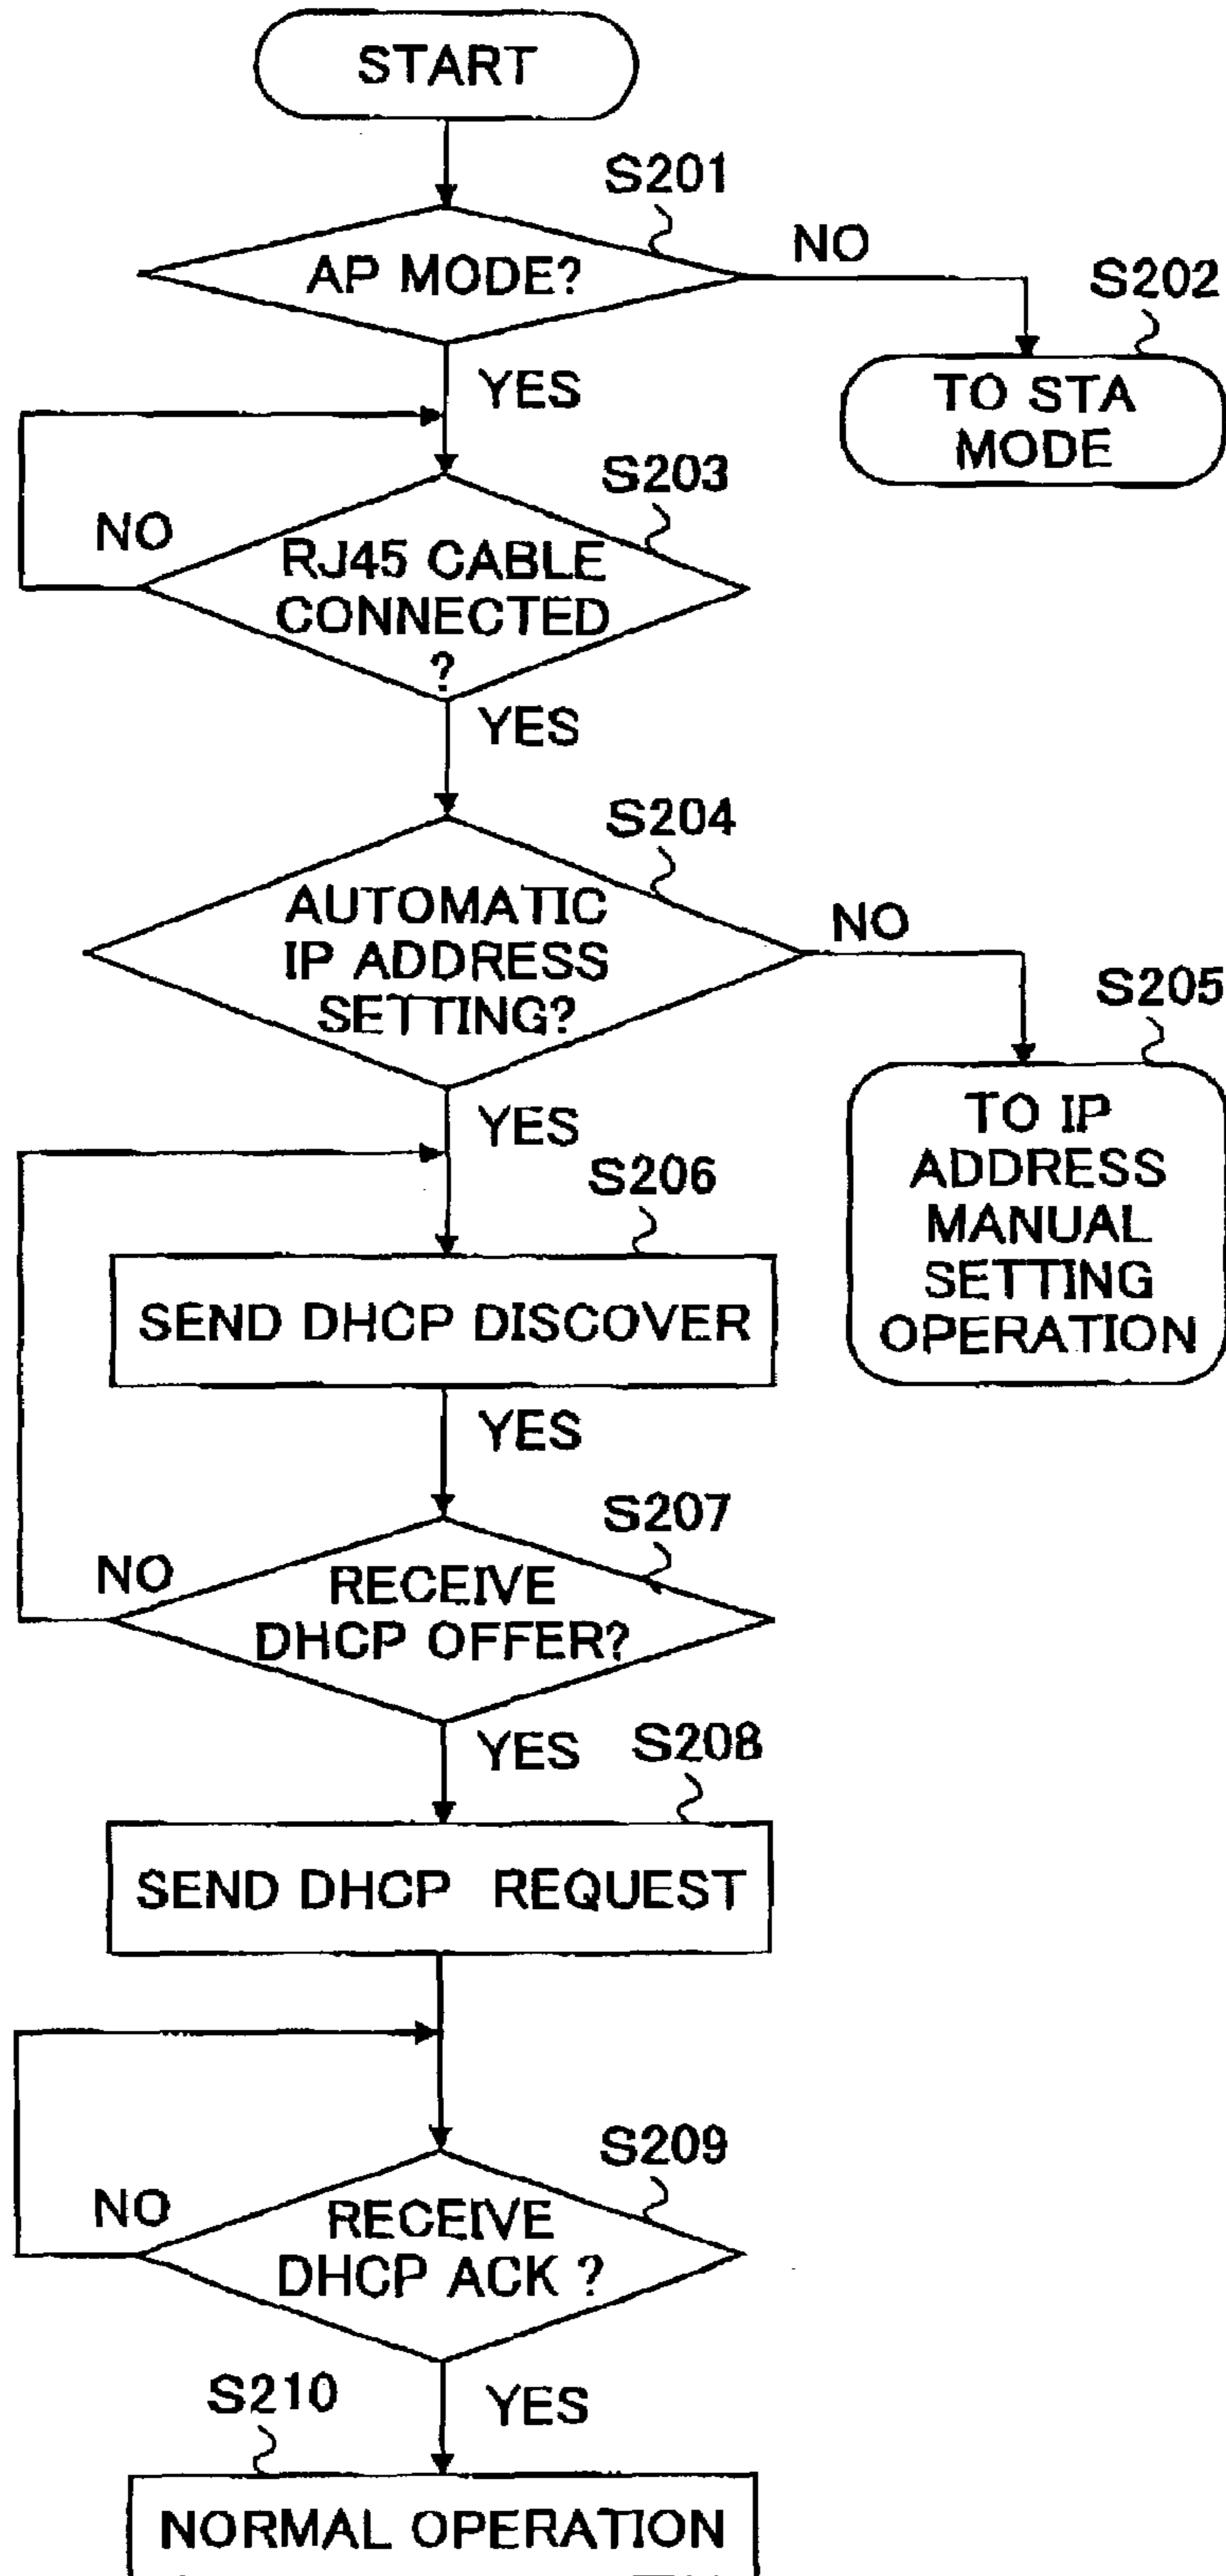 START
S201
AP MODE?
NO
S202
TO STA
MODE
YES
S203
NO
RJ45 CABLE
CONNECTED
?
YES
S204
AUTOMATIC
IP ADDRESS
SETTING?
NO
S205
TO IP
ADDRESS
MANUAL
SETTING
OPERATION
YES
S206
SEND DHCP DISCOVER
YES
S207
NO
RECEIVE
DHCP OFFER?
YES
S208
SEND DHCP REQUEST
S209
NO
RECEIVE
DHCP ACK ?
YES
S210
NORMAL OPERATION